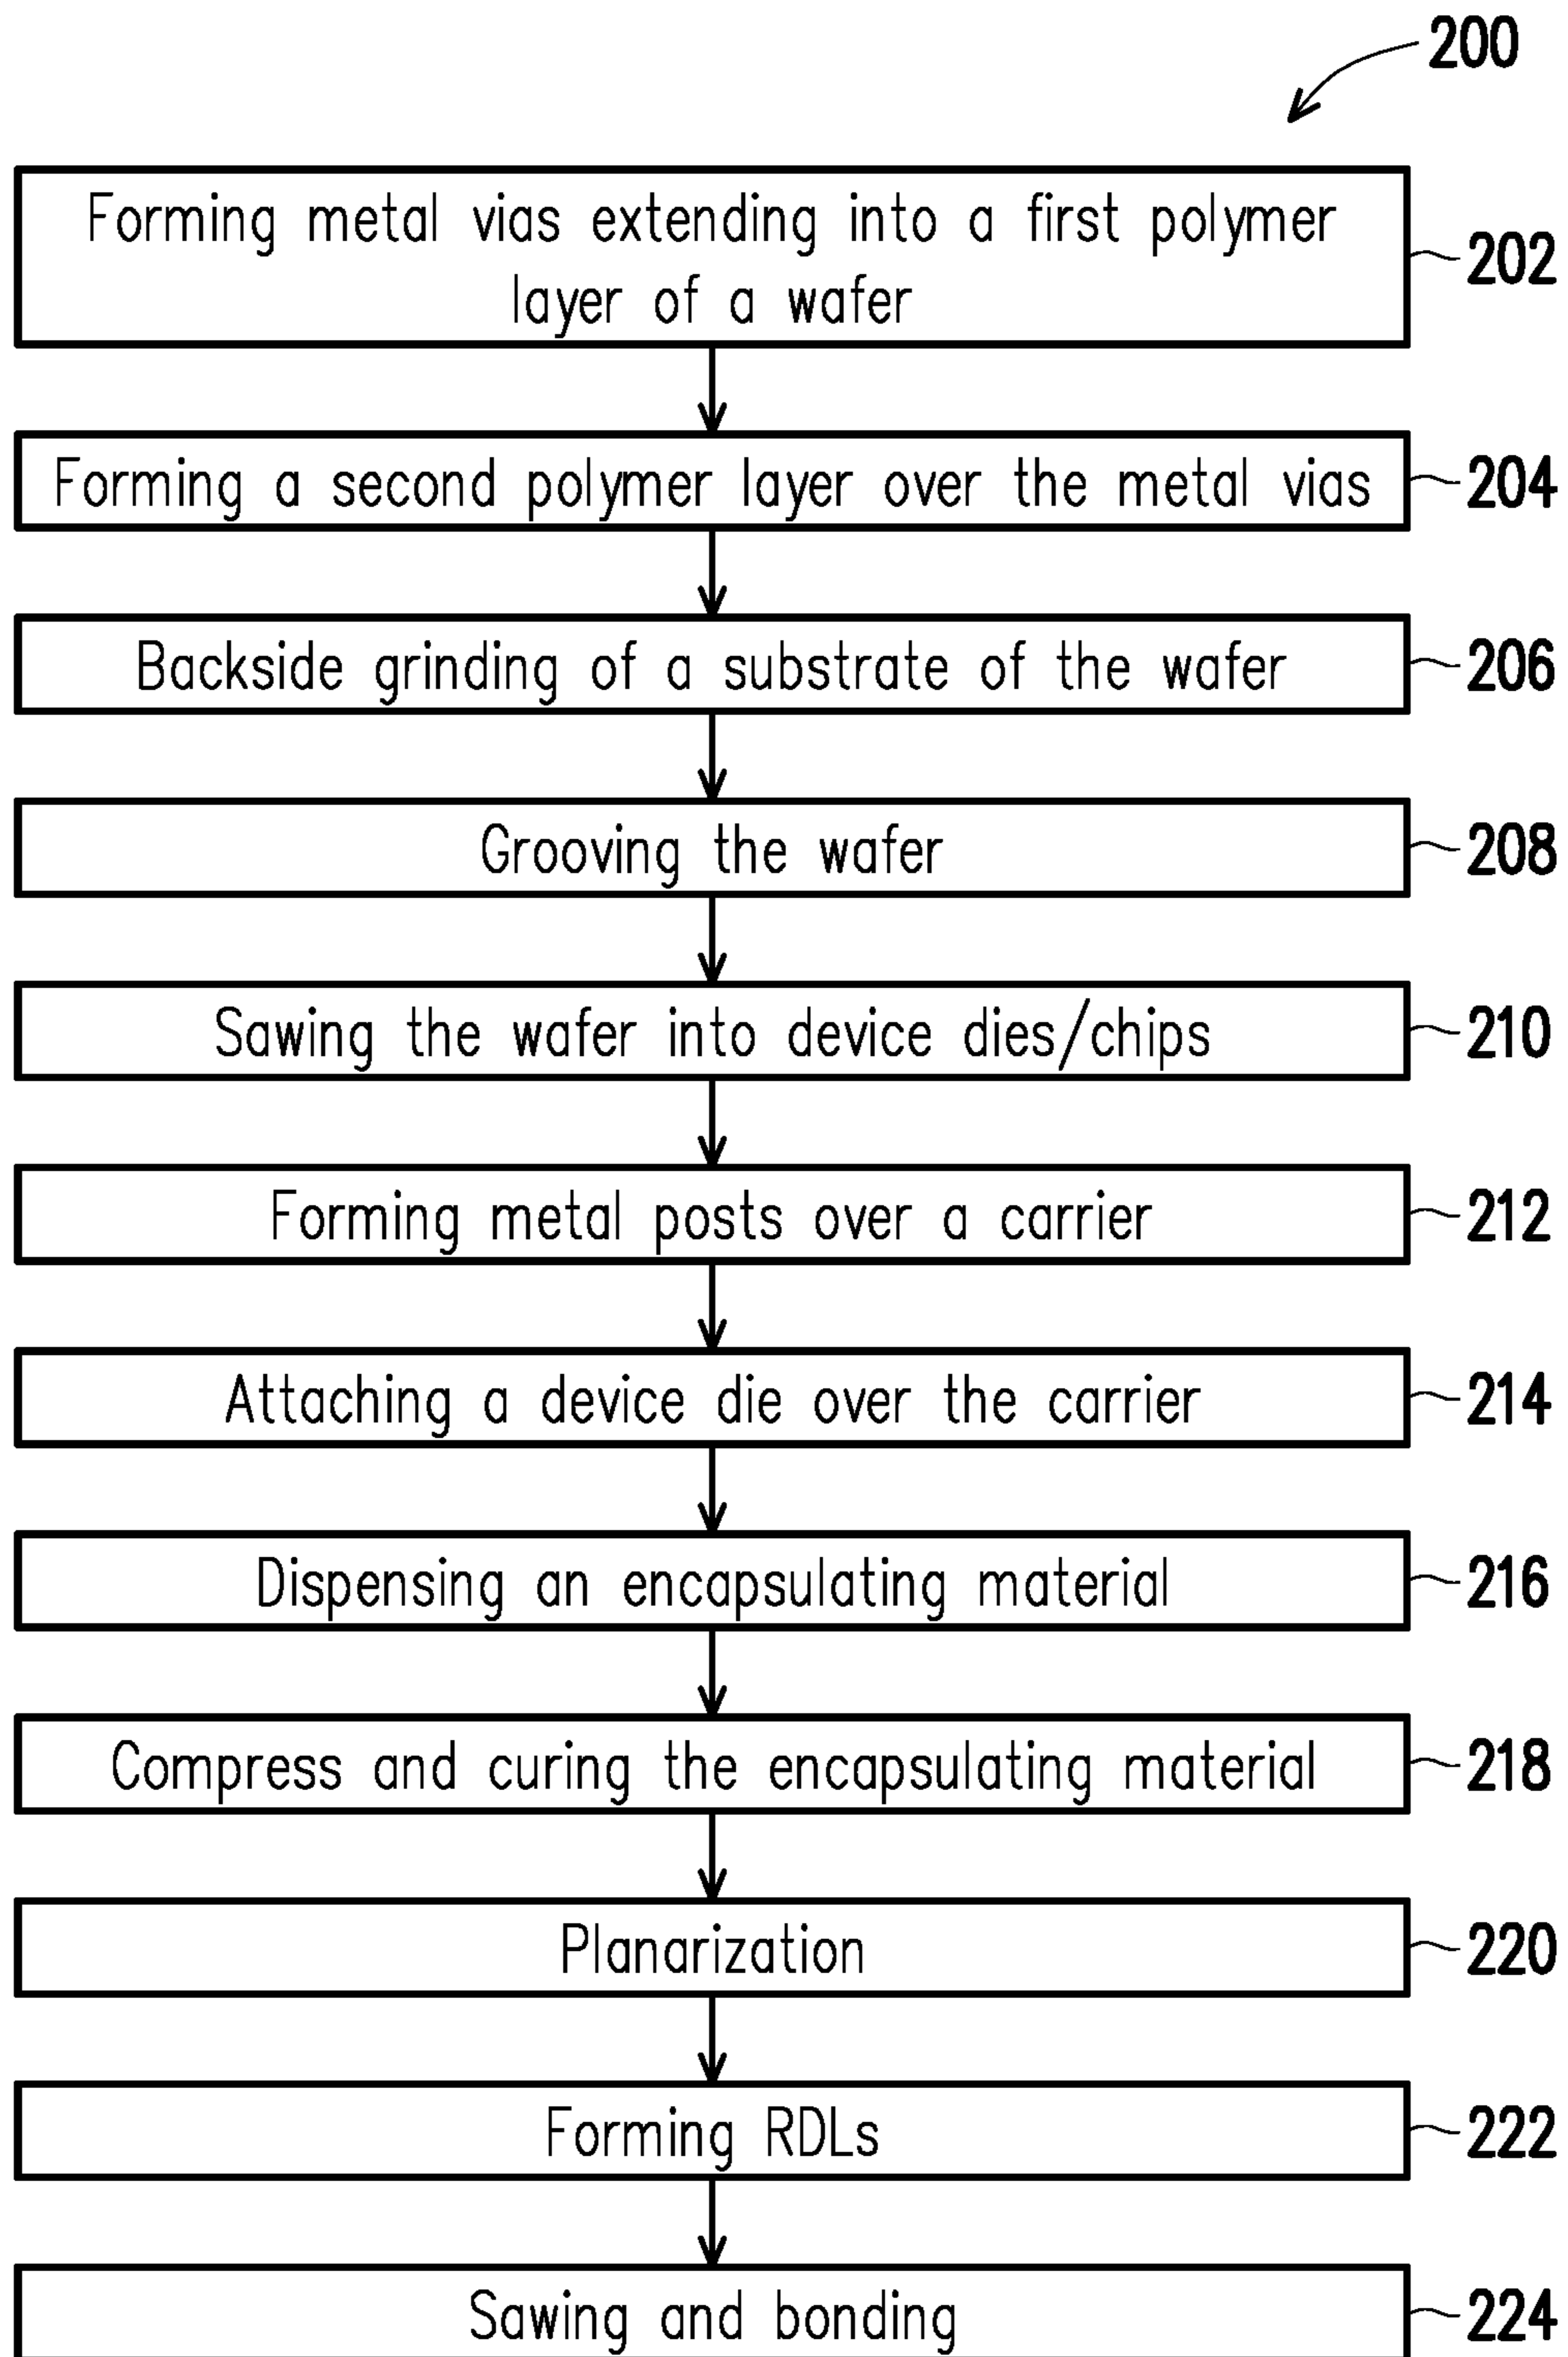 200
Forming metal vias extending into a first polymer
layer of a wafer
202
Forming a second polymer layer over the metal vias
204
Backside grinding of a substrate of the wafer
206
Grooving the wafer
208
Sawing the wafer into device dies/chips
210
Forming metal posts over a carrier
212
Attaching a device die over the carrier
214
Dispensing an encapsulating material
216
Compress and curing the encapsulating material
218
Planarization
220
Forming RDLs
222
Sawing and bonding
224